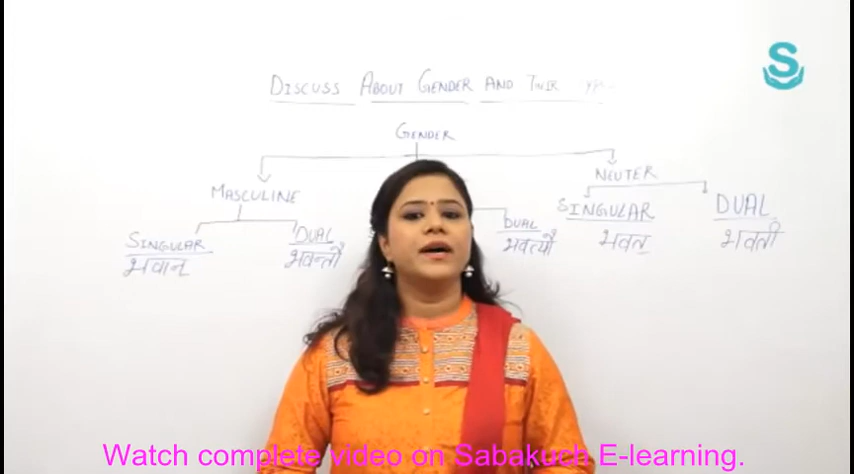 S
DISCUSS ABOUT GENDER AND THIR
GENDER
MASCULINE
NEUTER
SINGULAR
भवान्
DUAL
भवन्तौ
DUAL
भवत्यौ
SINGULAR
भवत्
DUAL
भवती
Watch complete video on Sabakuch E-learning.